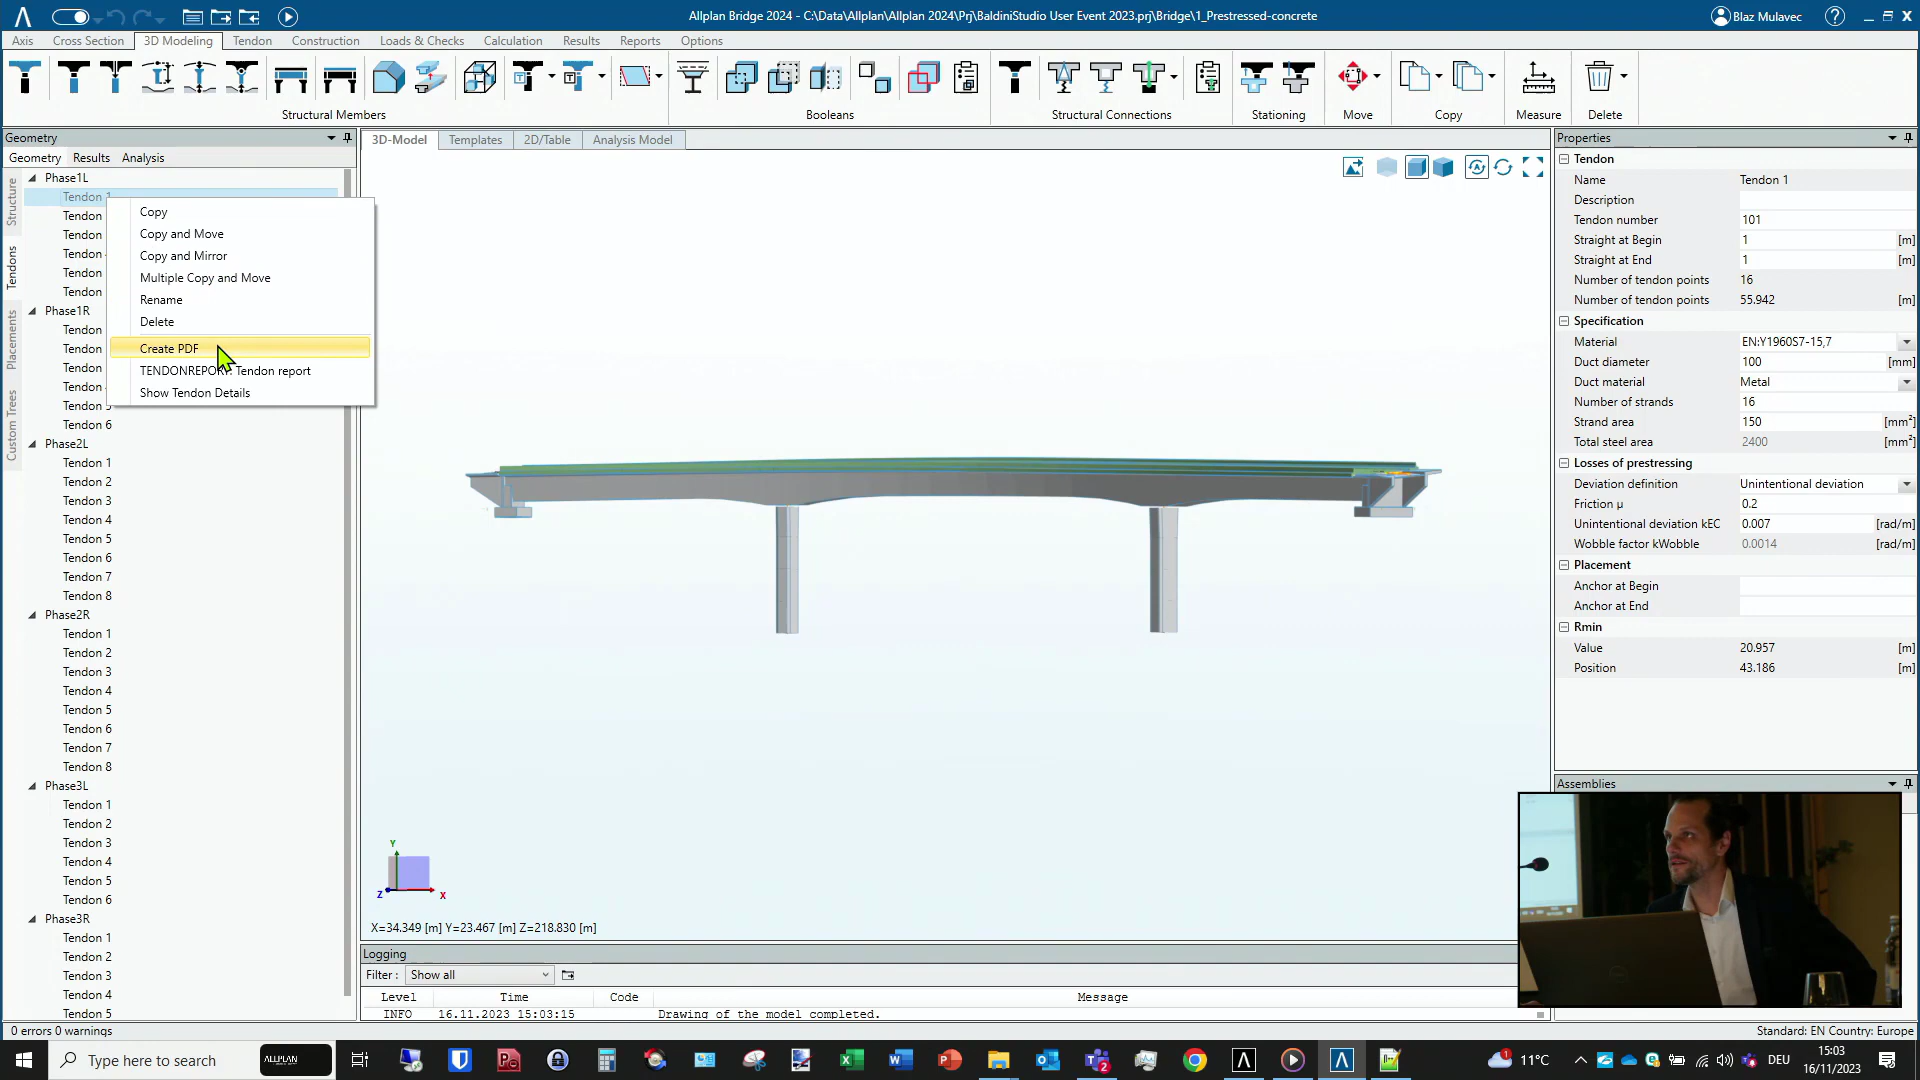 Allplan Bridge 2024 - C:\Data\Allplan\Allplan 2024\Prj\BaldiniStudio User Event 2023.prj\Bridge\1_Prestressed-concrete
Blaz Mulavec
Axis Cross Section 3D Modeling Tendon Construction Loads & Checks Calculation Results Reports Options
Structural Members Booleans Structural Connections Stationing Move Copy Measure Delete
Geometry
Geometry Results Analysis
Structure
Tendons
Placements
Custom Trees
Phase1L
Tendon 1
Tendon
Tendon
Tendon
Tendon
Tendon
Phase1R
Tendon
Tendon
Tendon
Tendon
Tendon 5
Tendon 6
Phase2L
Tendon 1
Tendon 2
Tendon 3
Tendon 4
Tendon 5
Tendon 6
Tendon 7
Tendon 8
Phase2R
Tendon 1
Tendon 2
Tendon 3
Tendon 4
Tendon 5
Tendon 6
Tendon 7
Tendon 8
Phase3L
Tendon 1
Tendon 2
Tendon 3
Tendon 4
Tendon 5
Tendon 6
Phase3R
Tendon 1
Tendon 2
Tendon 3
Tendon 4
Tendon 5
Copy
Copy and Move
Copy and Mirror
Multiple Copy and Move
Rename
Delete
Create PDF
TENDONREPORT: Tendon report
Show Tendon Details
3D-Model Templates 2D/Table Analysis Model
Y
Z
X
X=34.349 [m] Y=23.467 [m] Z=218.830 [m]
Logging
Filter : Show all
Level Time Code Message
INFO 16.11.2023 15:03:15 Drawing of the model completed.
Properties
Tendon
Name Tendon 1
Description
Tendon number 101
Straight at Begin 1 [m]
Straight at End 1 [m]
Number of tendon points 16
Number of tendon points 55.942 [m]
Specification
Material EN:Y1960S7-15,7
Duct diameter 100 [mm]
Duct material Metal
Number of strands 16
Strand area 150 [mm²]
Total steel area 2400 [mm²]
Losses of prestressing
Deviation definition Unintentional deviation
Friction µ 0.2
Unintentional deviation kEC 0.007 [rad/m]
Wobble factor kWobble 0.0014 [rad/m]
Placement
Anchor at Begin
Anchor at End
Rmin
Value 20.957 [m]
Position 43.186 [m]
Assemblies
0 errors 0 warnings
Standard: EN Country: Europe
Type here to search
ALLPLAN
11°C
DEU
15:03
16/11/2023